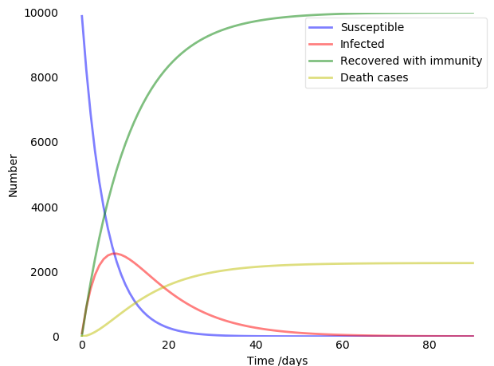 10000
8000
6000
4000
2000
0
Number
Susceptible
Infected
Recovered with immunity
Death cases
0 20 40 60 80
Time /days